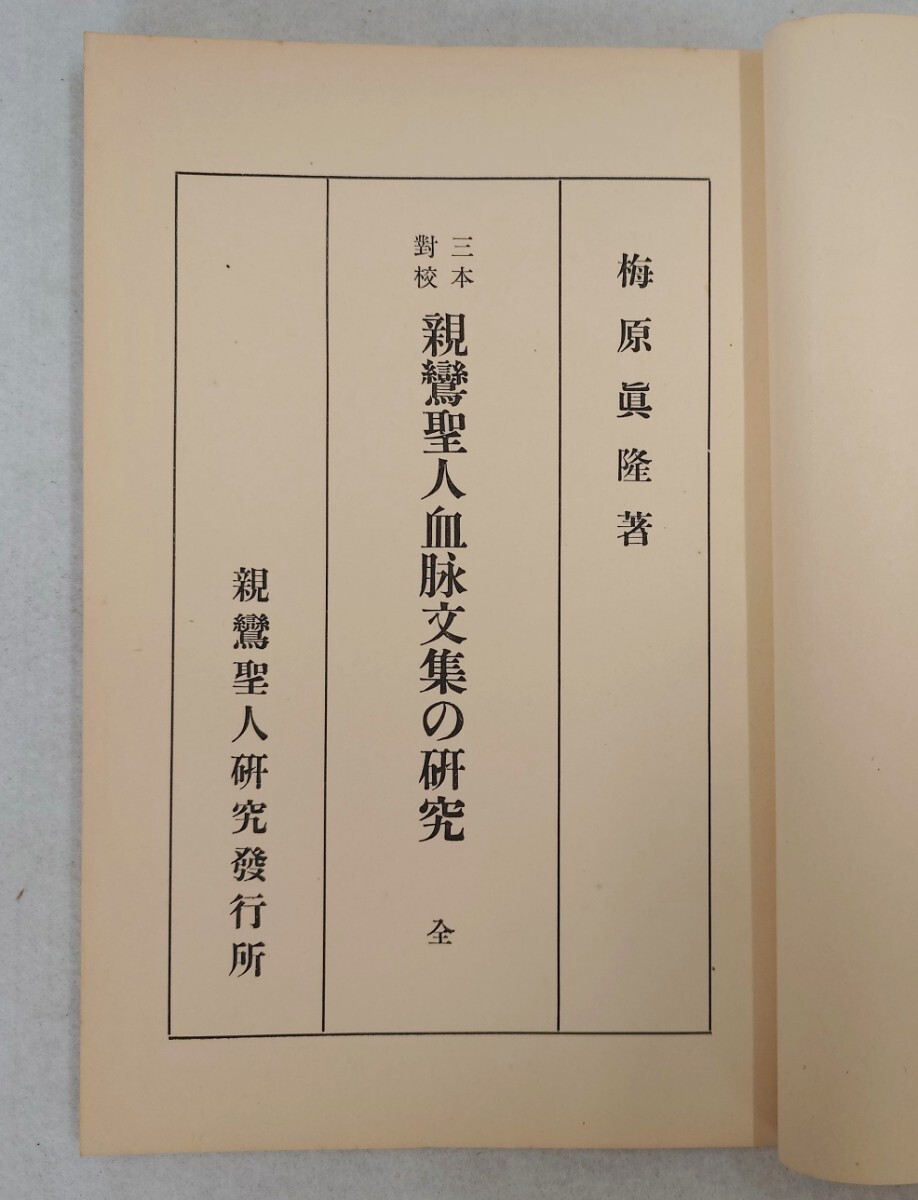 梅原眞隆著
三本
對校
親鸞聖人血脉文集の研究 全
親鸞聖人研究發行所